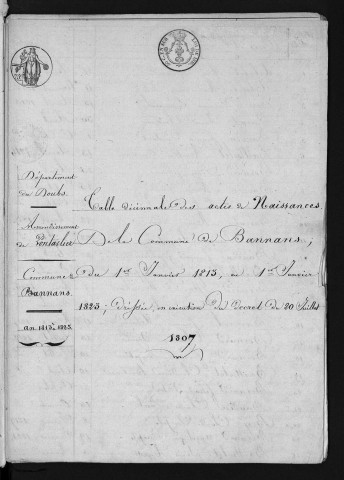 Département
du Doubs.
Arrondissement
de Pontarlier
Commune de
Bannans.
an 1813 à 1823.
Table décennale des actes de Naissances
De la Commune de Bannans,
du 1er Janvier 1813, au 1er Janvier
1823; dréssée en exécution du Décret du 20 Juillet
1807